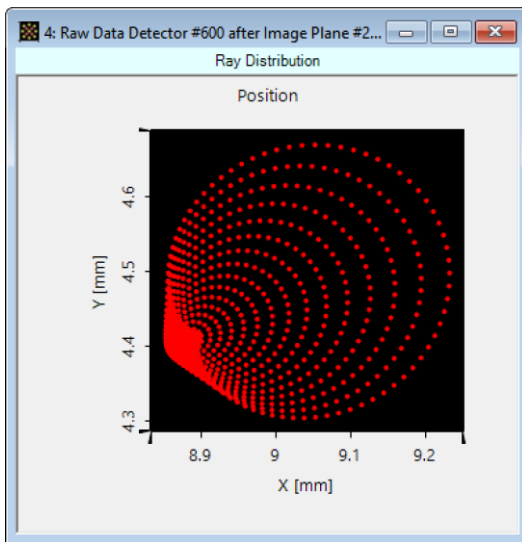 4: Raw Data Detector #600 after Image Plane #2...
Ray Distribution
Position
4.6
4.5
4.4
4.3
Y [mm]
8.9 9 9.1 9.2
X [mm]